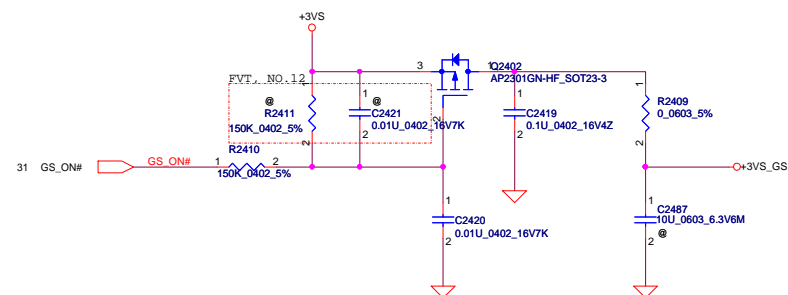 +3VS
3
1
Q2402
AP2301GN-HF_SOT23-3
FVT, NO.12
1
@
R2411
150K_0402_5%
2
1
@
C2421
0.01U_0402_16V7K
2
2
1
C2419
0.1U_0402_16V4Z
2
1
R2409
0_0603_5%
2
31
GS_ON#
GS_ON#
1
R2410
2
150K_0402_5%
+3VS_GS
1
C2420
0.01U_0402_16V7K
2
1
C2487
10U_0603_6.3V6M
@
2